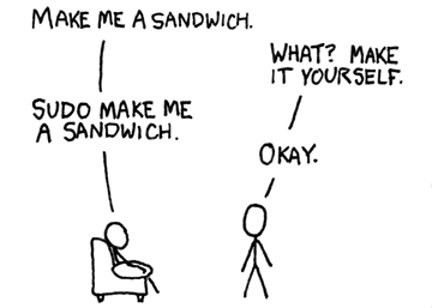 MAKE ME A SANDWICH.
WHAT? MAKE
IT YOURSELF.
SUDO MAKE ME
A SANDWICH.
OKAY.